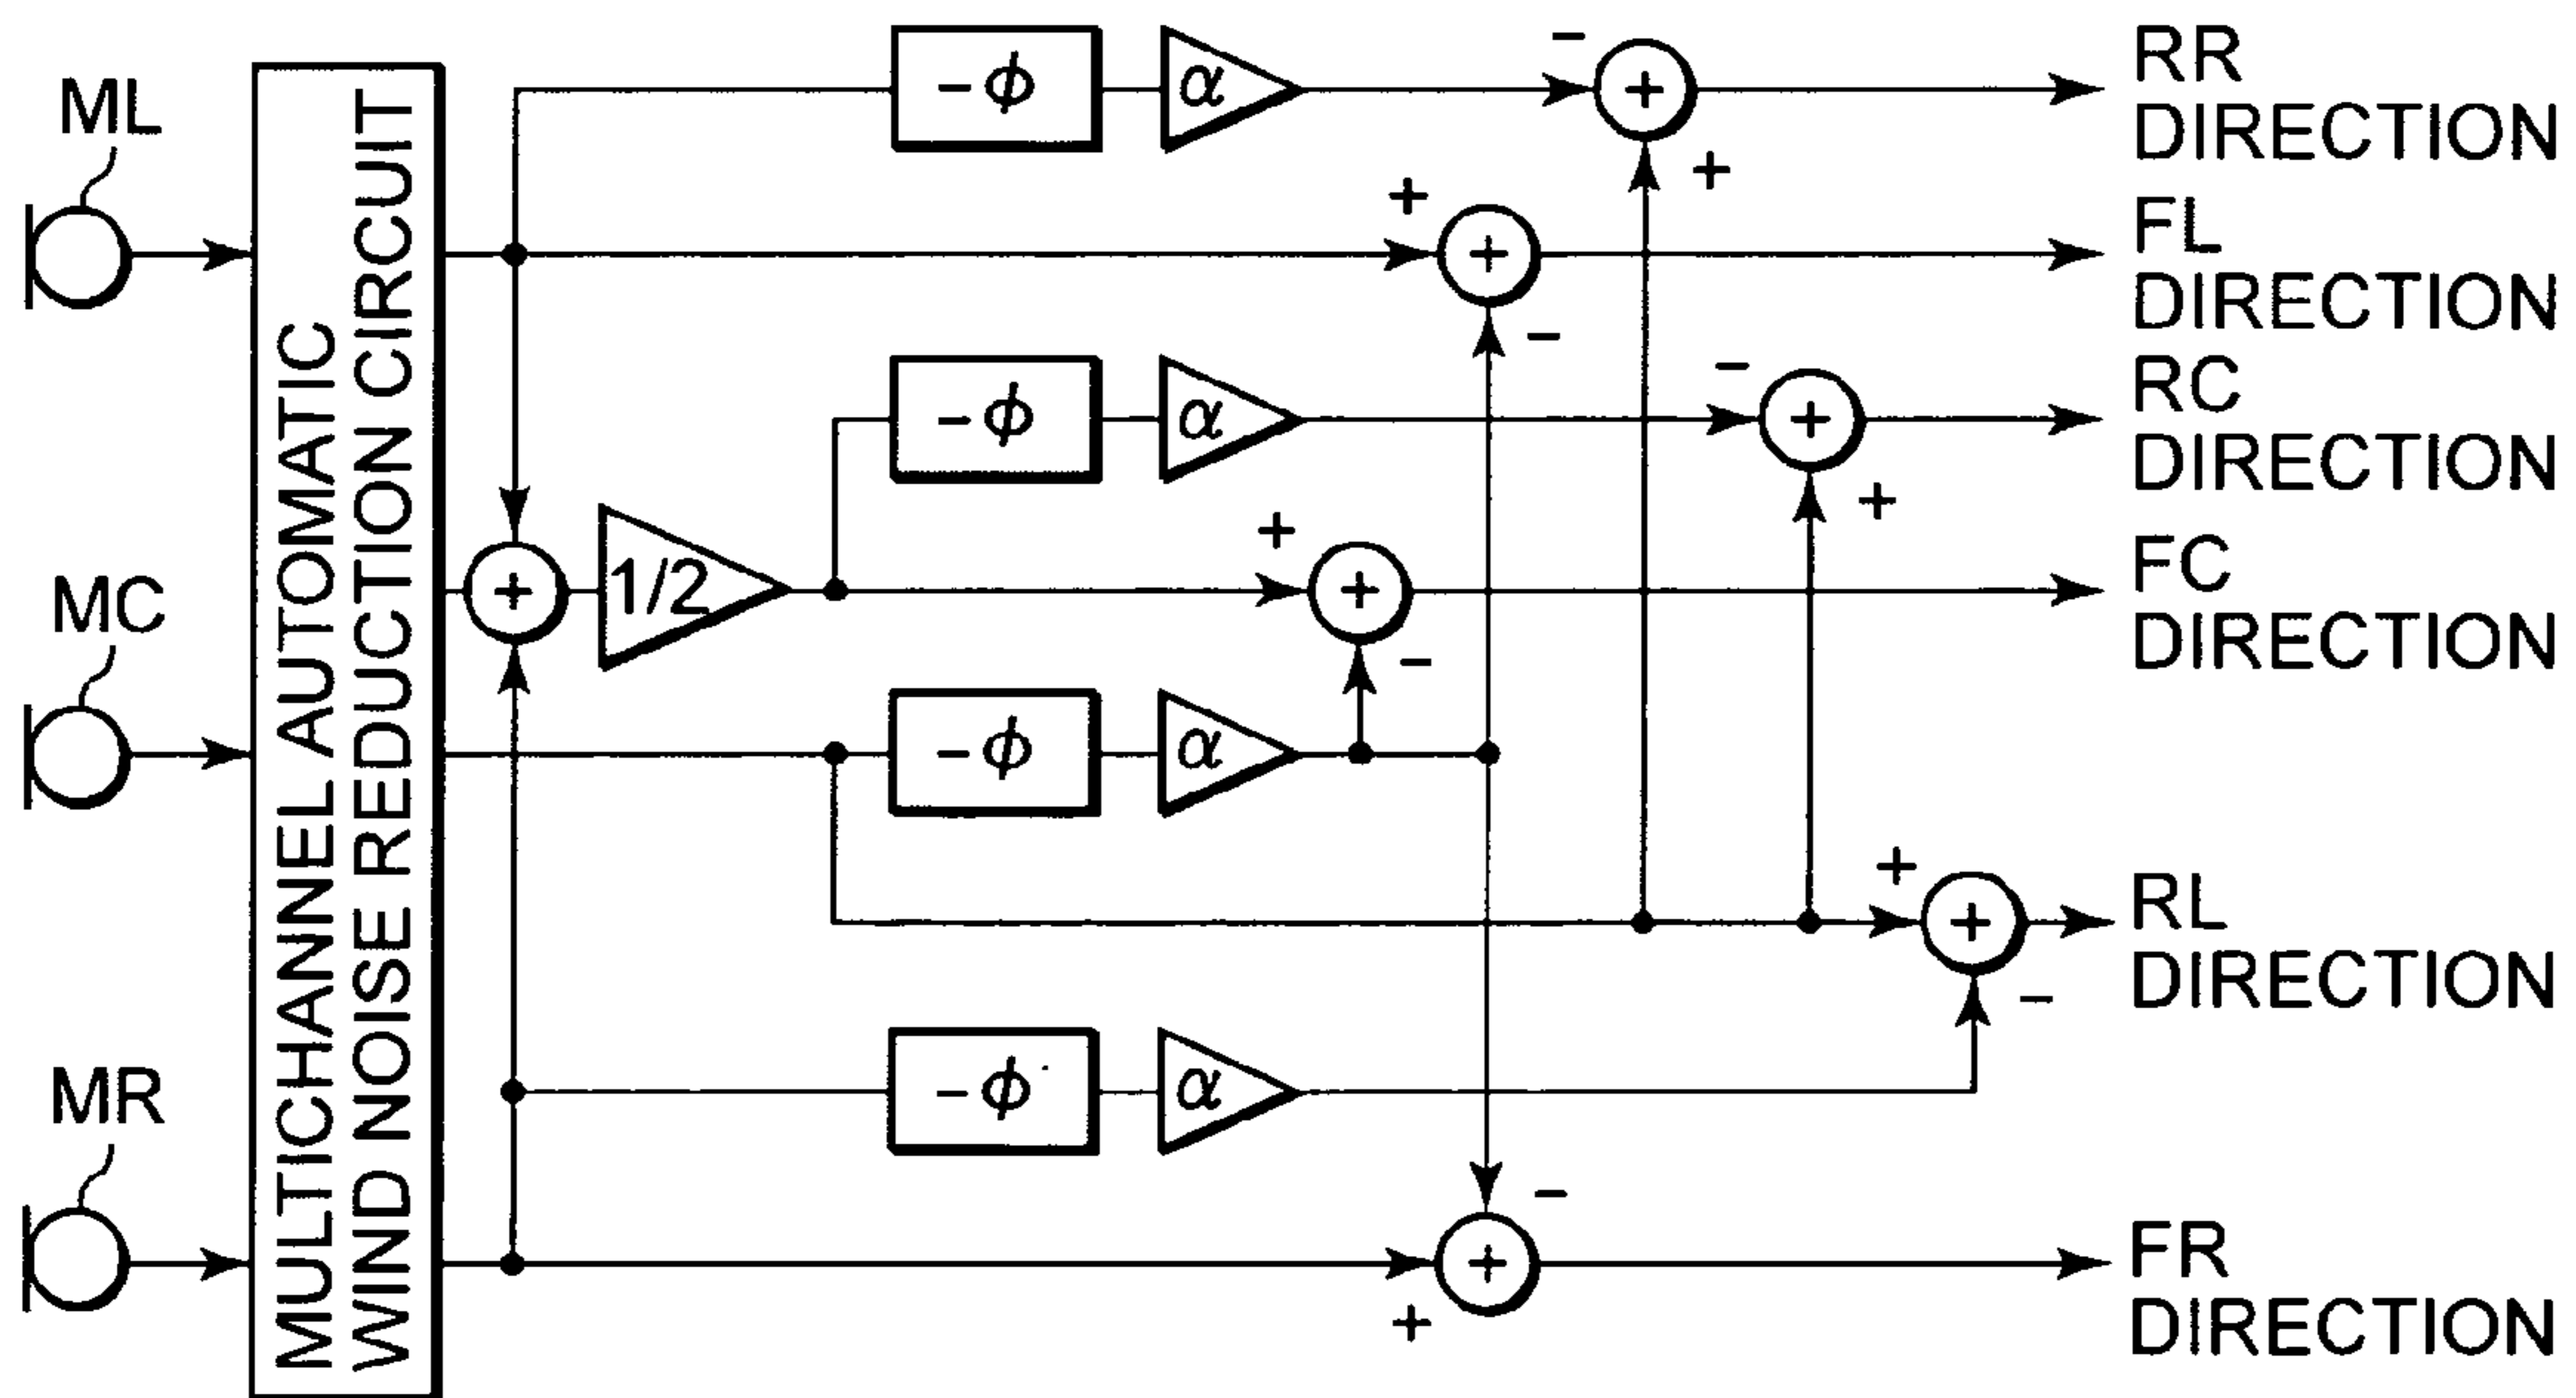 ML
MC
MR
MULTICHANNEL AUTOMATIC
WIND NOISE REDUCTION CIRCUIT
-ϕ
α
-
+
+
RR
DIRECTION
+
+
-
FL
DIRECTION
-ϕ
α
-
+
+
RC
DIRECTION
+
1/2
+
+
-
FC
DIRECTION
-ϕ
α
+
+
-
RL
DIRECTION
-ϕ
α
-
+
+
FR
DIRECTION